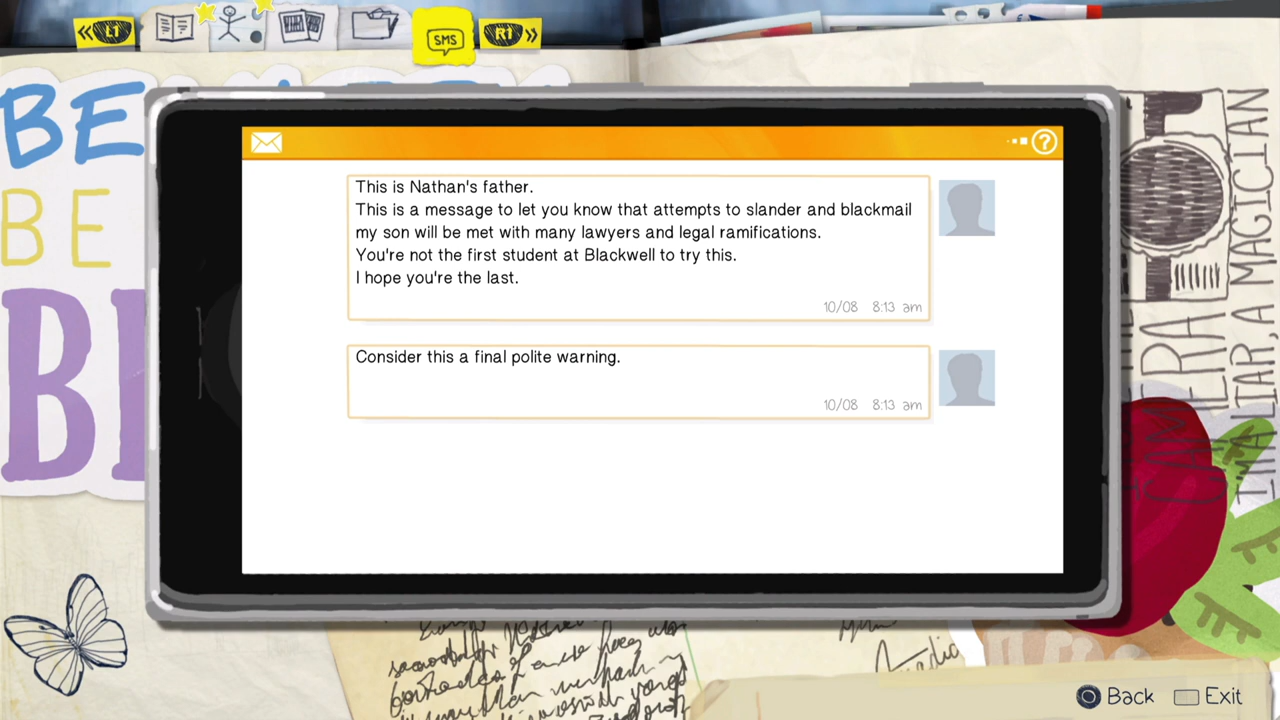 L1
SMS
R1
BE
BE
This is Nathan's father.
This is a message to let you know that attempts to slander and blackmail
my son will be met with many lawyers and legal ramifications.
You're not the first student at Blackwell to try this.
I hope you're the last.
10/08 8:13 am
Consider this a final polite warning.
10/08 8:13 am
CAMERA
I'M A LIAR, A MAGICIAN
Back
Exit